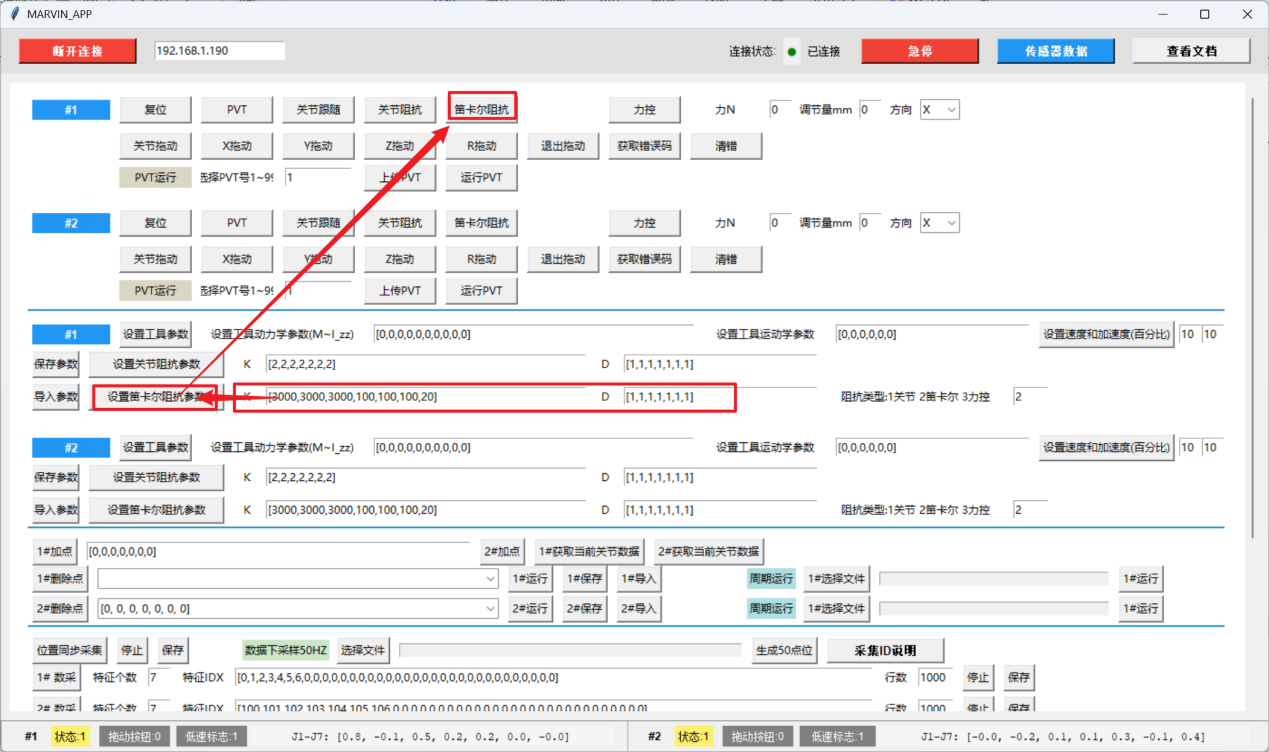 MARVIN_APP
断开连接 192.168.1.190 连接状态: 已连接 急停 传感器数据 查看文档
#1 复位 PVT 关节跟随 关节阻抗 笛卡尔阻抗 力控 力N 0 调节量mm 0 方向 X
关节拖动 X拖动 Y拖动 Z拖动 R拖动 退出拖动 获取错误码 清错
PVT运行 选择PVT号1~99 1 上传PVT 运行PVT
#2 复位 PVT 关节跟随 关节阻抗 笛卡尔阻抗 力控 力N 0 调节量mm 0 方向 X
关节拖动 X拖动 Y拖动 Z拖动 R拖动 退出拖动 获取错误码 清错
PVT运行 选择PVT号1~99 1 上传PVT 运行PVT
#1 设置工具参数 设置工具动力学参数(M~I_zz) [0,0,0,0,0,0,0,0,0,0] 设置工具运动学参数 [0,0,0,0,0,0] 设置速度和加速度(百分比) 10 10
保存参数 设置关节阻抗参数 K [2,2,2,2,2,2,2] D [1,1,1,1,1,1,1]
导入参数 设置笛卡尔阻抗参数 K [3000,3000,3000,100,100,100,20] D [1,1,1,1,1,1,1] 阻抗类型:1关节 2笛卡尔 3力控 2
#2 设置工具参数 设置工具动力学参数(M~I_zz) [0,0,0,0,0,0,0,0,0,0] 设置工具运动学参数 [0,0,0,0,0,0] 设置速度和加速度(百分比) 10 10
保存参数 设置关节阻抗参数 K [2,2,2,2,2,2,2] D [1,1,1,1,1,1,1]
导入参数 设置笛卡尔阻抗参数 K [3000,3000,3000,100,100,100,20] D [1,1,1,1,1,1,1] 阻抗类型:1关节 2笛卡尔 3力控 2
1#加点 [0,0,0,0,0,0,0] 2#加点 1#获取当前关节数据 2#获取当前关节数据
1#删除点 1#运行 1#保存 1#导入 周期运行 1#选择文件 1#运行
2#删除点 [0, 0, 0, 0, 0, 0, 0] 2#运行 2#保存 2#导入 周期运行 1#选择文件 1#运行
位置同步采集 停止 保存 数据下采样50HZ 选择文件 生成50点位 采集ID说明
1# 数采 特征个数 7 特征IDX [0,1,2,3,4,5,6,0,0,0,0,0,0,0,0,0,0,0,0,0,0,0,0,0,0,0,0,0,0,0,0,0,0,0,0] 行数 1000 停止 保存
2# 数采 特征个数 7 特征IDX 行数 1000 停止 保存
#1 状态:1 拖动按钮:0 低速标志:1 J1-J7: [0.8, -0.1, 0.5, 0.2, 0.2, 0.0, -0.0] #2 状态:1 拖动按钮:0 低速标志:1 J1-J7: [-0.0, -0.2, 0.1, 0.1, 0.3, -0.1, 0.4]